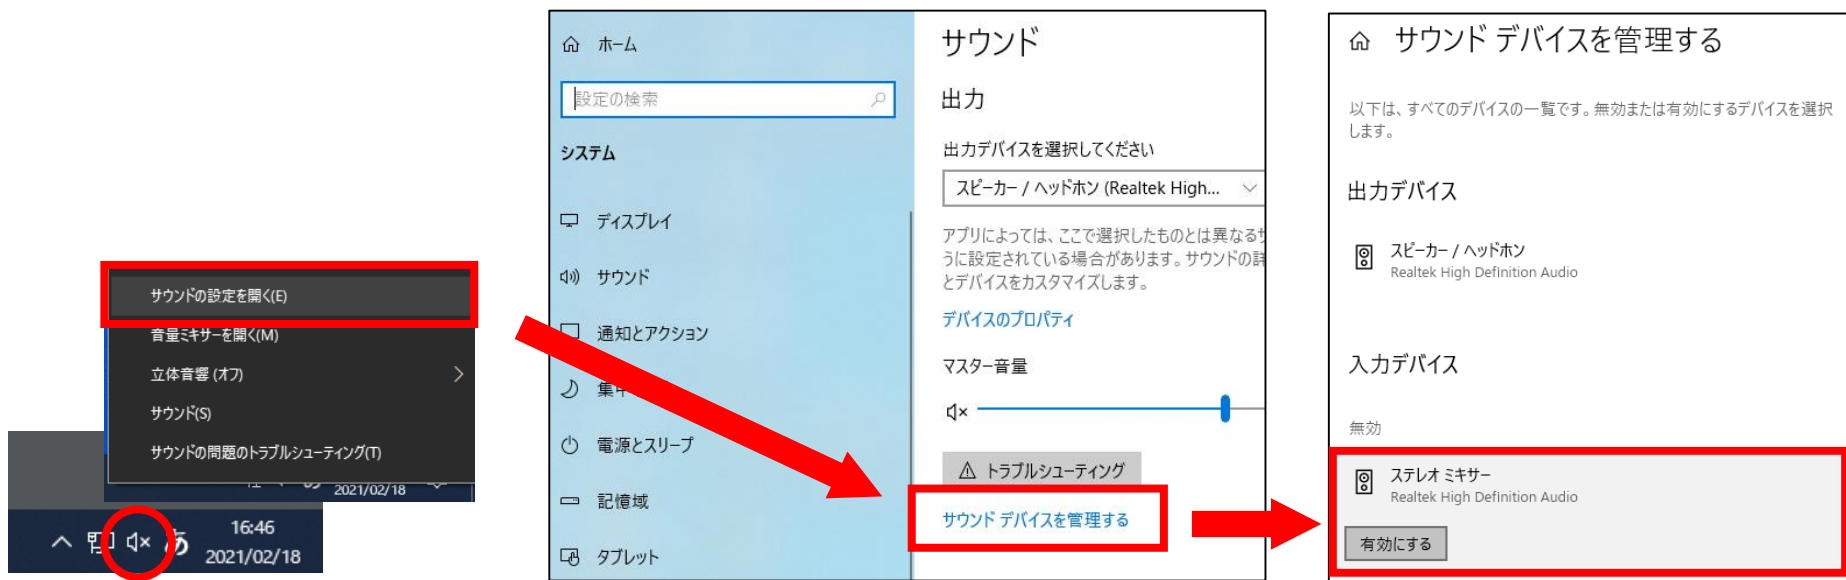 サウンドの設定を開く(E)
音量ミキサーを開く(M)
立体音響 (オフ)
サウンド(S)
サウンドの問題のトラブルシューティング(T)
2021/02/18
あ
16:46
2021/02/18
ホーム
設定の検索
システム
ディスプレイ
サウンド
通知とアクション
集中
電源とスリープ
記憶域
タブレット
サウンド
出力
出力デバイスを選択してください
スピーカー / ヘッドホン (Realtek High...
アプリによっては、ここで選択したものとは異なるサ
うに設定されている場合があります。サウンドの詳
とデバイスをカスタマイズします。
デバイスのプロパティ
マスター音量
トラブルシューティング
サウンド デバイスを管理する
サウンド デバイスを管理する
以下は、すべてのデバイスの一覧です。無効または有効にするデバイスを選択
します。
出力デバイス
スピーカー / ヘッドホン
Realtek High Definition Audio
入力デバイス
無効
ステレオ ミキサー
Realtek High Definition Audio
有効にする